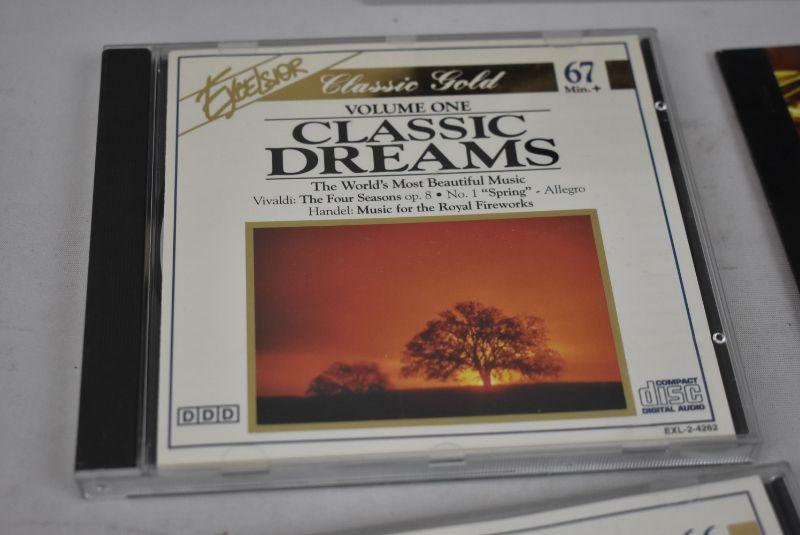 EXCELSIOR
Classic Gold
67
Min. +
VOLUME ONE
CLASSIC
DREAMS
The World's Most Beautiful Music
Vivaldi: The Four Seasons op. 8 • No. 1 "Spring" - Allegro
Handel: Music for the Royal Fireworks
DDD
COMPACT
disc
DIGITAL AUDIO
EXL-2-4262